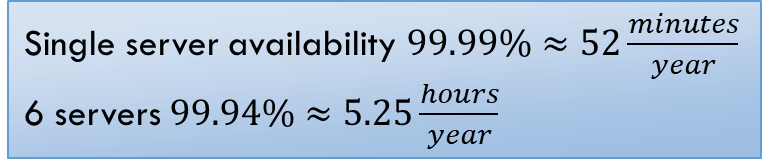 Single server availability 99.99% ≈ 52 minutes/year
6 servers 99.94% ≈ 5.25 hours/year